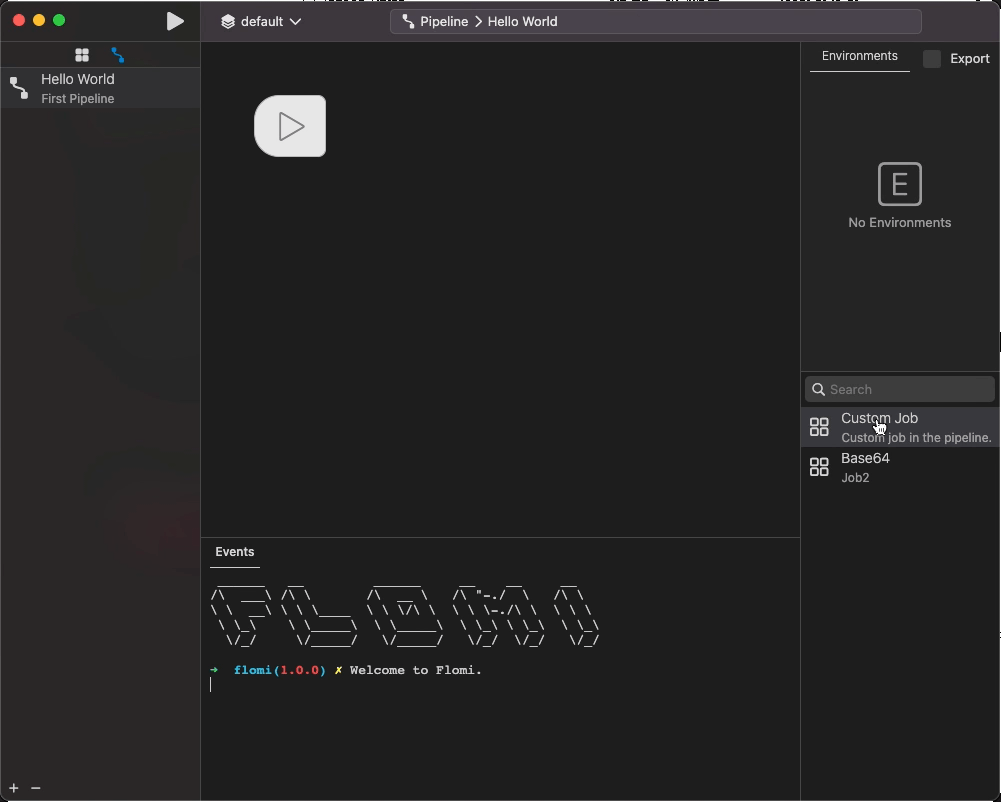 default
Pipeline > Hello World
Hello World
First Pipeline
Environments
Export
E
No Environments
Search
Custom Job
Custom job in the pipeline.
Base64
Job2
Events
FLOMI
→ flomi(1.0.0) ✗ Welcome to Flomi.
+ −